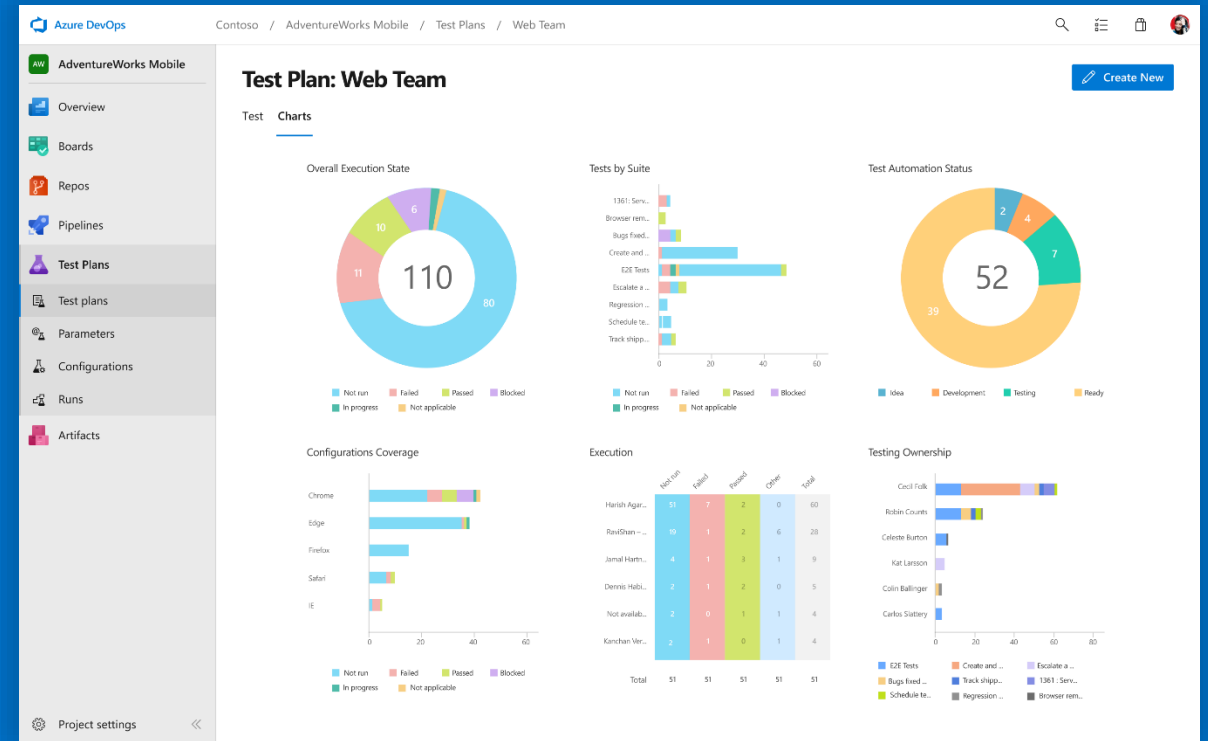 Azure DevOps
Contoso / AdventureWorks Mobile / Test Plans / Web Team
AW AdventureWorks Mobile
Overview
Boards
Repos
Pipelines
Test Plans
Test plans
Parameters
Configurations
Runs
Artifacts
Project settings
Test Plan: Web Team
Create New
Test Charts
Overall Execution State
6
10
11
110
80
Not run Failed Passed Blocked
In progress Not applicable
Tests by Suite
1361: Serv...
Browser rem...
Bugs fixed...
Create and ...
E2E Tests
Escalate a ...
Regression ...
Schedule te...
Track shipp...
0 20 40 60
Not run Failed Passed Blocked
In progress Not applicable
Test Automation Status
2
4
7
52
39
Idea Development Testing Ready
Configurations Coverage
Chrome
Edge
Firefox
Safari
IE
0 20 40 60
Not run Failed Passed Blocked
In progress Not applicable
Execution
Not run Failed Passed Other Total
Harish Agar... 51 7 2 0 60
RaviShan – ... 19 1 2 6 28
Jamal Hartn... 4 1 3 1 9
Dennis Habi... 2 1 2 0 5
Not availab... 2 0 1 1 4
Kanchan Ver... 2 1 0 1 4
Total 51 51 51 51 51
Testing Ownership
Cecil Folk
Robin Counts
Celeste Burton
Kat Larsson
Colin Ballinger
Carlos Slattery
0 20 40 60 80
E2E Tests Create and ... Escalate a ...
Bugs fixed ... Track shipp... 1361 : Serv...
Schedule te... Regression ... Browser rem...